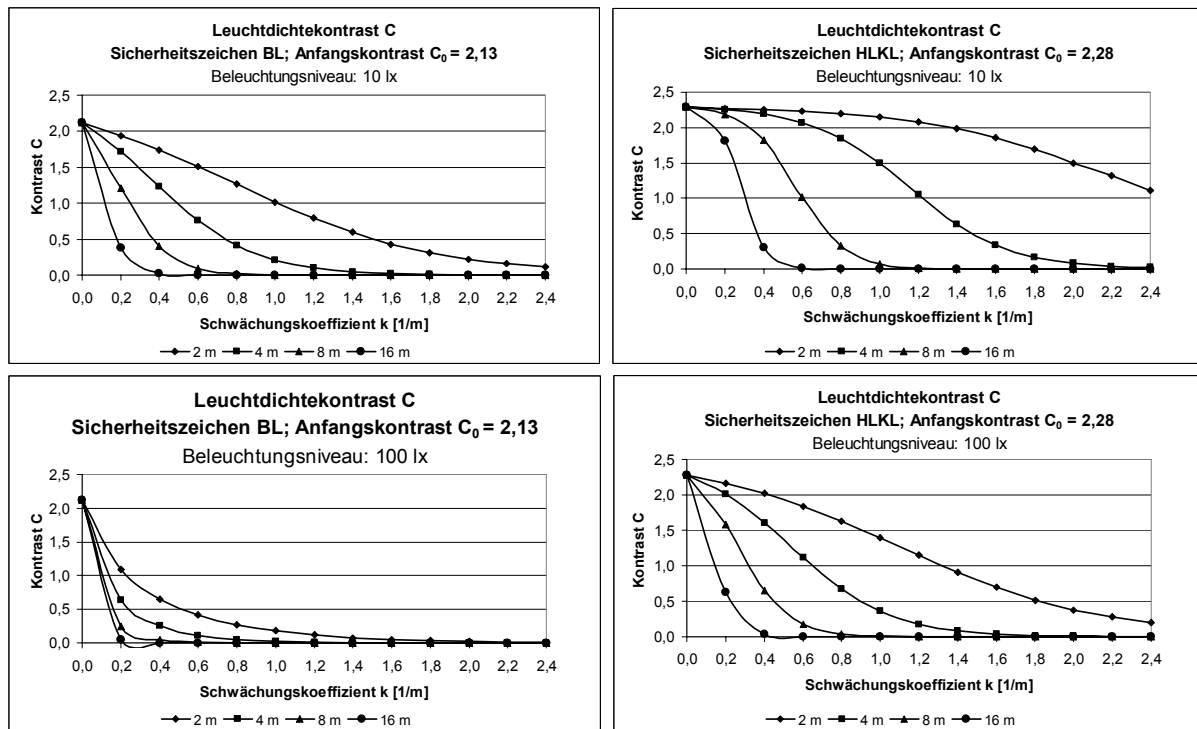 Leuchtdichtekontrast C
Sicherheitszeichen BL; Anfangskontrast C₀ = 2,13
Beleuchtungsniveau: 10 lx
Kontrast C
2,5
2,0
1,5
1,0
0,5
0,0
0,0 0,2 0,4 0,6 0,8 1,0 1,2 1,4 1,6 1,8 2,0 2,2 2,4
Schwächungskoeffizient k [1/m]
2 m 4 m 8 m 16 m
Leuchtdichtekontrast C
Sicherheitszeichen HLKL; Anfangskontrast C₀ = 2,28
Beleuchtungsniveau: 10 lx
Kontrast C
2,5
2,0
1,5
1,0
0,5
0,0
0,0 0,2 0,4 0,6 0,8 1,0 1,2 1,4 1,6 1,8 2,0 2,2 2,4
Schwächungskoeffizient k [1/m]
2 m 4 m 8 m 16 m
Leuchtdichtekontrast C
Sicherheitszeichen BL; Anfangskontrast C₀ = 2,13
Beleuchtungsniveau: 100 lx
Kontrast C
2,5
2,0
1,5
1,0
0,5
0,0
0,0 0,2 0,4 0,6 0,8 1,0 1,2 1,4 1,6 1,8 2,0 2,2 2,4
Schwächungskoeffizient k [1/m]
2 m 4 m 8 m 16 m
Leuchtdichtekontrast C
Sicherheitszeichen HLKL; Anfangskontrast C₀ = 2,28
Beleuchtungsniveau: 100 lx
Kontrast C
2,5
2,0
1,5
1,0
0,5
0,0
0,0 0,2 0,4 0,6 0,8 1,0 1,2 1,4 1,6 1,8 2,0 2,2 2,4
Schwächungskoeffizient k [1/m]
2 m 4 m 8 m 16 m